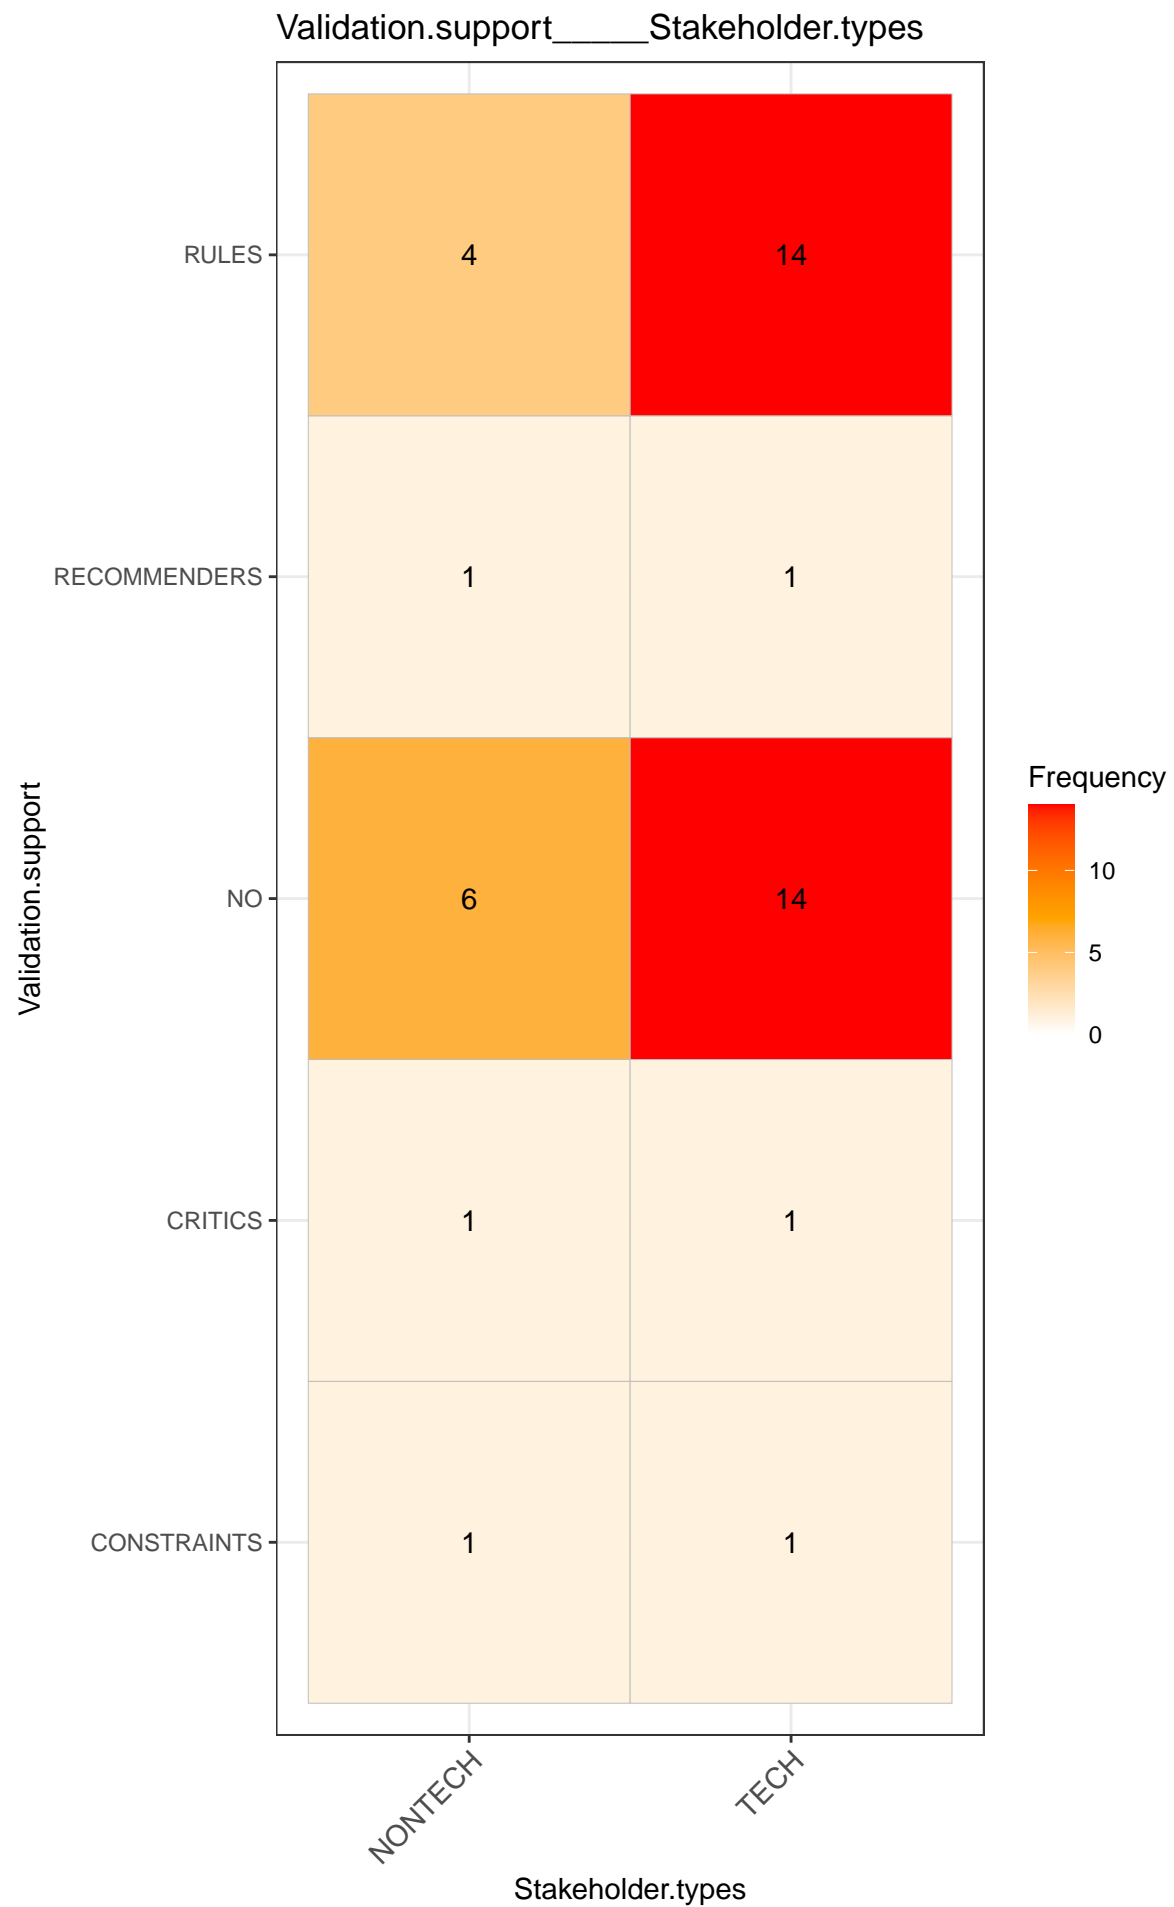 Validation.support_____Stakeholder.types
RULES
4
14
RECOMMENDERS
1
1
NO
6
14
CRITICS
1
1
CONSTRAINTS
1
1
NONTECH
TECH
Stakeholder.types
Validation.support
Frequency
10
5
0